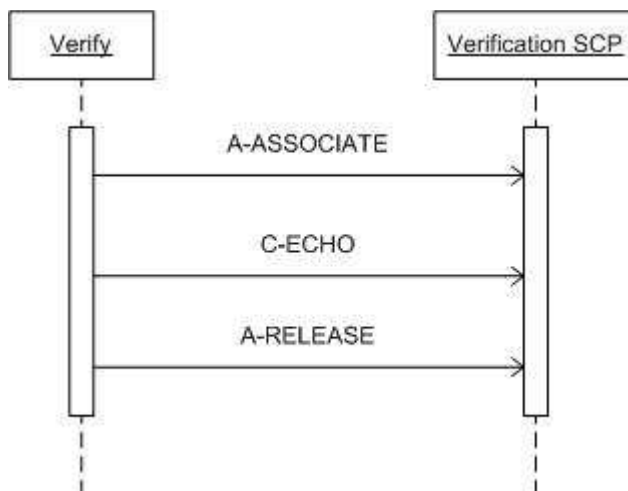 Verify
Verification SCP
A-ASSOCIATE
C-ECHO
A-RELEASE